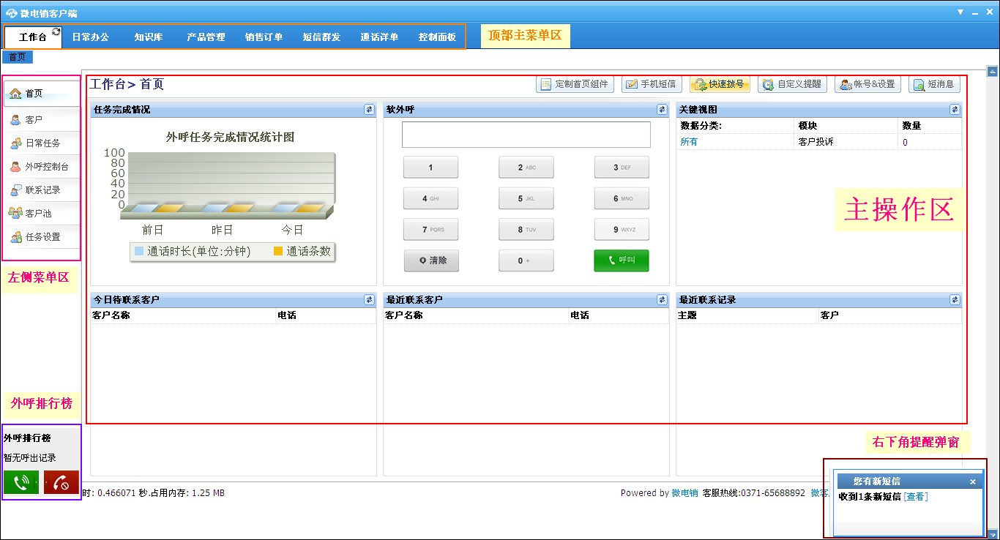 微电销客户端
工作台 日常办公 知识库 产品管理 销售订单 短信群发 通话详单 控制面板
顶部主菜单区
首页
首页
客户
日常任务
外呼控制台
联系记录
客户池
任务设置
左侧菜单区
外呼排行榜
外呼排行榜
暂无呼出记录
工作台> 首页
定制首页组件 手机短信 快速拨号 自定义提醒 帐号&设置 短消息
任务完成情况
外呼任务完成情况统计图
100
80
60
40
20
0
前日 昨日 今日
通话时长(单位:分钟) 通话条数
软外呼
1 2 ABC 3 DEF
4 GHI 5 JKL 6 MNO
7 PQRS 8 TUV 9 WXYZ
清除 0 + 呼叫
关键视图
数据分类: 模块 数量
所有 客户投诉 0
主操作区
今日待联系客户
客户名称 电话
最近联系客户
客户名称 电话
最近联系记录
主题 客户
右下角提醒弹窗
您有新短信
收到1条新短信 [查看]
时: 0.466071 秒.占用内存: 1.25 MB
Powered by 微电销 客服热线:0371-65688892 微客